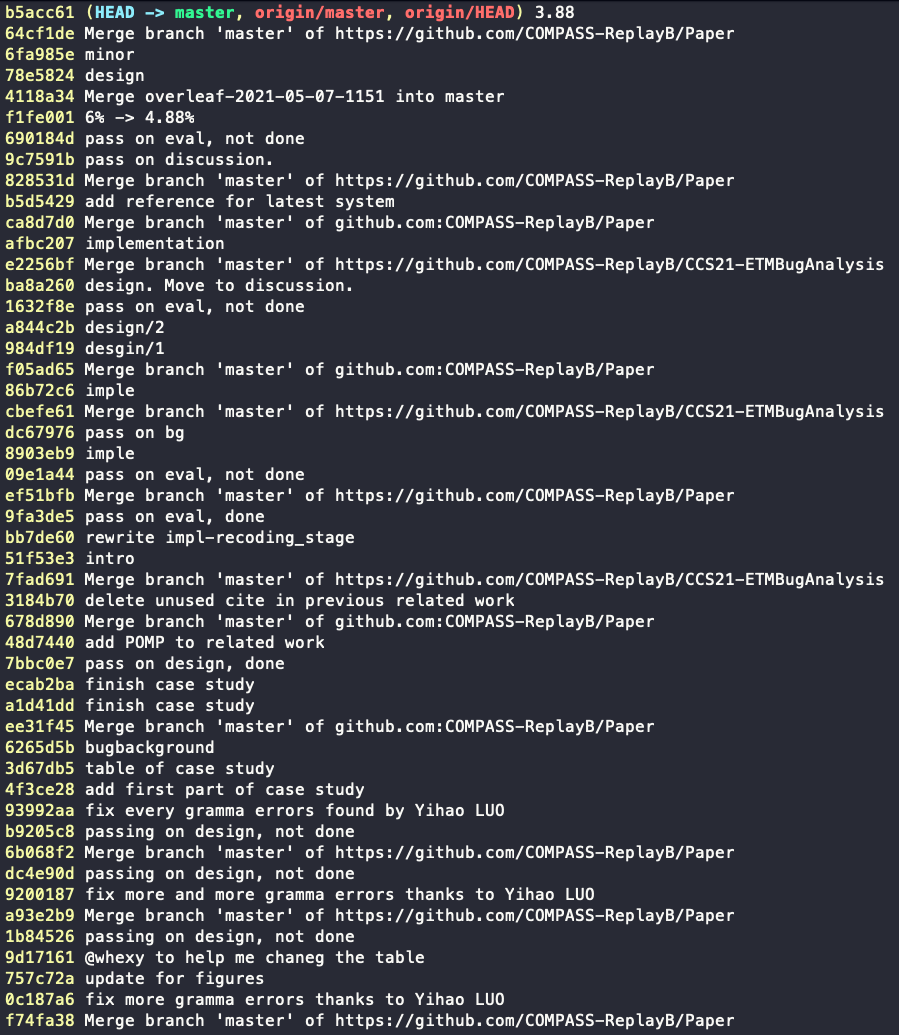 b5acc61 (HEAD -> master, origin/master, origin/HEAD) 3.88
64cf1de Merge branch 'master' of https://github.com/COMPASS-ReplayB/Paper
6fa985e minor
78e5824 design
4118a34 Merge overleaf-2021-05-07-1151 into master
f1fe001 6% -> 4.88%
690184d pass on eval, not done
9c7591b pass on discussion.
828531d Merge branch 'master' of https://github.com/COMPASS-ReplayB/Paper
b5d5429 add reference for latest system
ca8d7d0 Merge branch 'master' of github.com:COMPASS-ReplayB/Paper
afbc207 implementation
e2256bf Merge branch 'master' of https://github.com/COMPASS-ReplayB/CCS21-ETMBugAnalysis
ba8a260 design. Move to discussion.
1632f8e pass on eval, not done
a844c2b design/2
984df19 desgin/1
f05ad65 Merge branch 'master' of github.com:COMPASS-ReplayB/Paper
86b72c6 imple
cbefe61 Merge branch 'master' of https://github.com/COMPASS-ReplayB/CCS21-ETMBugAnalysis
dc67976 pass on bg
8903eb9 imple
09e1a44 pass on eval, not done
ef51bfb Merge branch 'master' of https://github.com/COMPASS-ReplayB/Paper
9fa3de5 pass on eval, done
bb7de60 rewrite impl-recoding_stage
51f53e3 intro
7fad691 Merge branch 'master' of https://github.com/COMPASS-ReplayB/CCS21-ETMBugAnalysis
3184b70 delete unused cite in previous related work
678d890 Merge branch 'master' of github.com:COMPASS-ReplayB/Paper
48d7440 add POMP to related work
7bbc0e7 pass on design, done
ecab2ba finish case study
a1d41dd finish case study
ee31f45 Merge branch 'master' of github.com:COMPASS-ReplayB/Paper
6265d5b bugbackground
3d67db5 table of case study
4f3ce28 add first part of case study
93992aa fix every gramma errors found by Yihao LUO
b9205c8 passing on design, not done
6b068f2 Merge branch 'master' of https://github.com/COMPASS-ReplayB/Paper
dc4e90d passing on design, not done
9200187 fix more and more gramma errors thanks to Yihao LUO
a93e2b9 Merge branch 'master' of https://github.com/COMPASS-ReplayB/Paper
1b84526 passing on design, not done
9d17161 @whexy to help me chaneg the table
757c72a update for figures
0c187a6 fix more gramma errors thanks to Yihao LUO
f74fa38 Merge branch 'master' of https://github.com/COMPASS-ReplayB/Paper